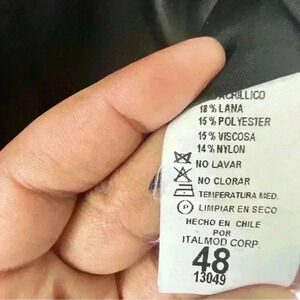 ACRILLICO
18 % LANA
15 % POLYESTER
15 % VISCOSA
14 % NYLON
NO LAVAR
NO CLORAR
TEMPERATURA MED.
P LIMPIAR EN SECO
HECHO EN CHILE
POR
ITALMOD CORP.
48
13049